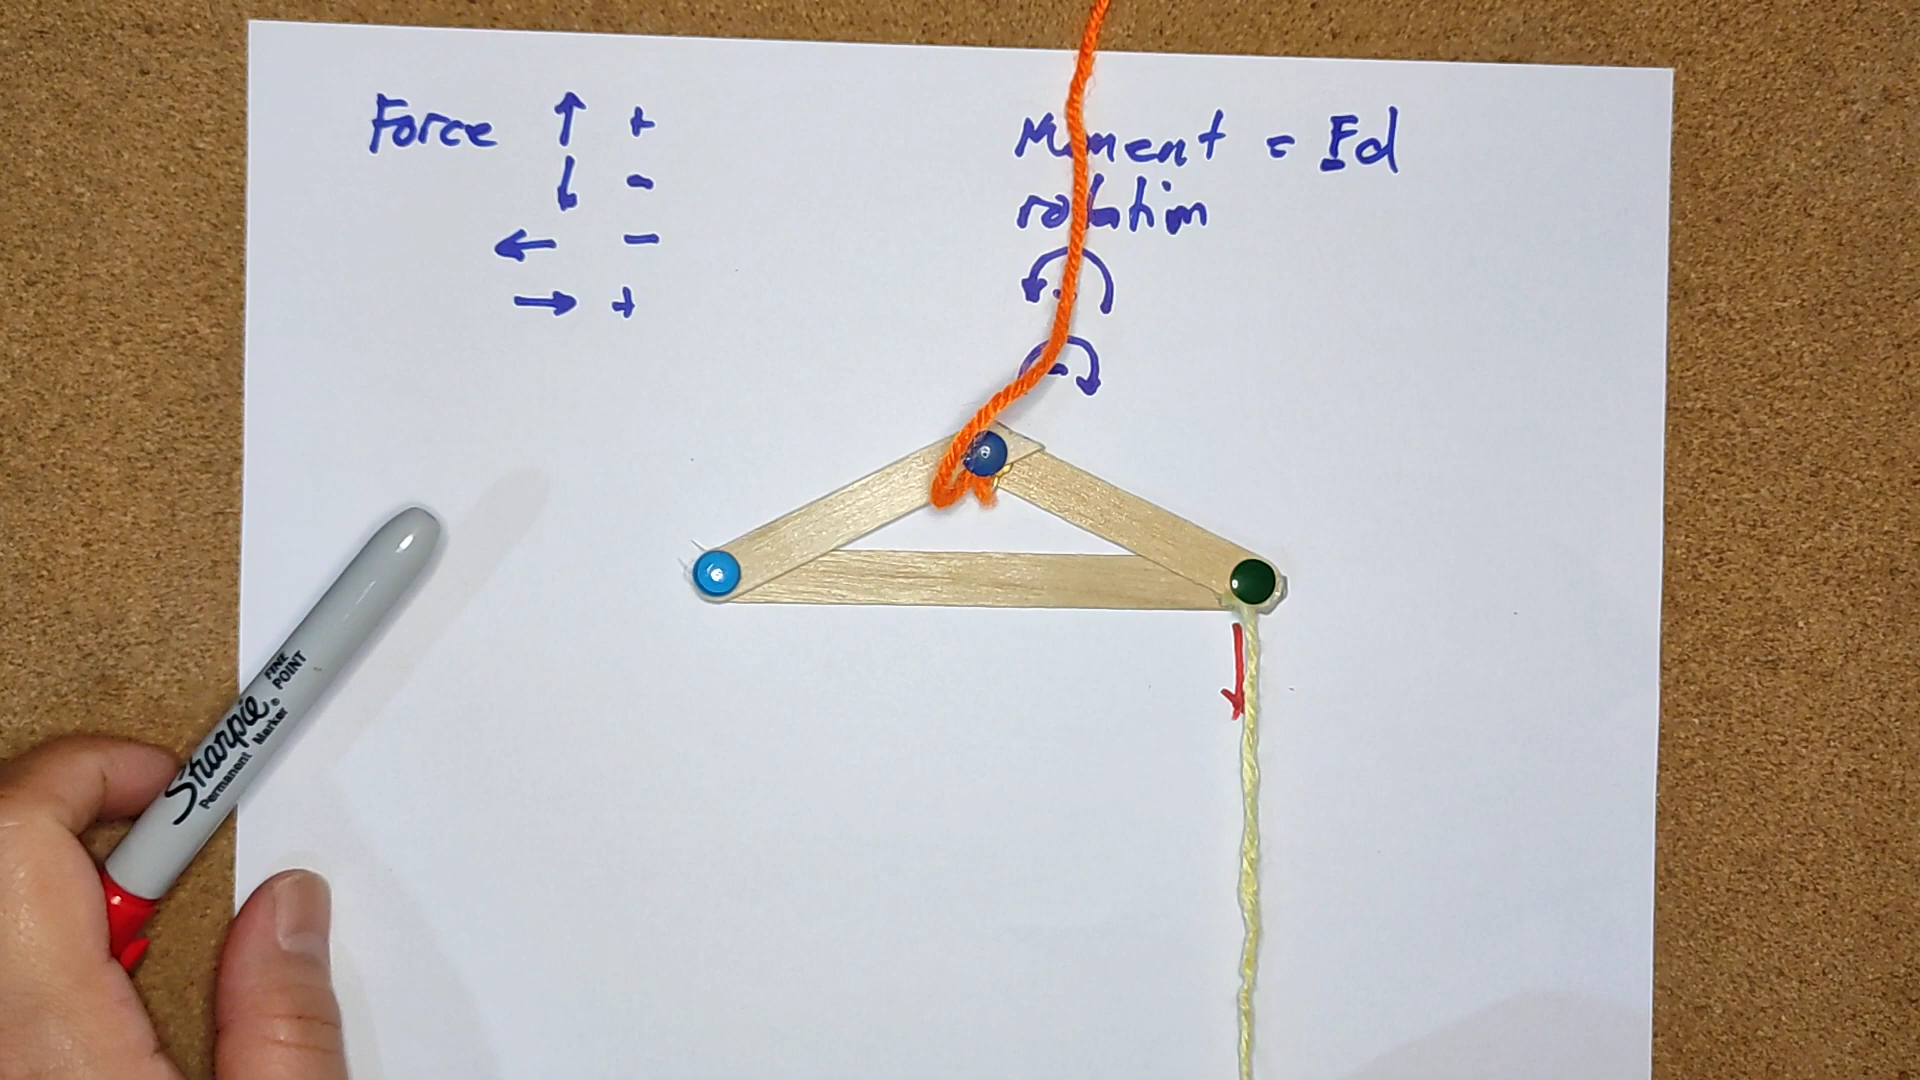 Force ↑ +
↓ -
← -
→ +
Moment = Fd
rotation
+
-
Sharpie®
FINE POINT
Permanent Marker